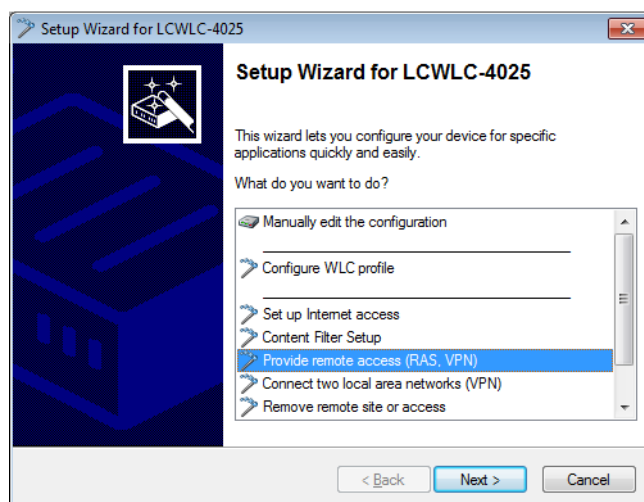 Setup Wizard for LCWLC-4025
Setup Wizard for LCWLC-4025
This wizard lets you configure your device for specific
applications quickly and easily.
What do you want to do?
Manually edit the configuration
Configure WLC profile
Set up Internet access
Content Filter Setup
Provide remote access (RAS, VPN)
Connect two local area networks (VPN)
Remove remote site or access
< Back Next > Cancel